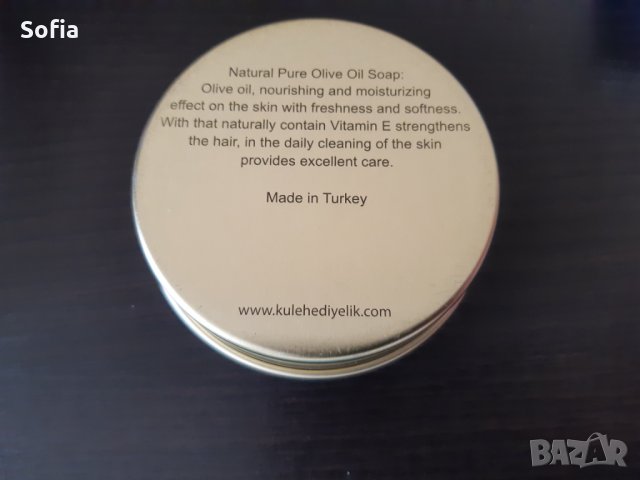 Sofia
Natural Pure Olive Oil Soap:
Olive oil, nourishing and moisturizing
effect on the skin with freshness and softness.
With that naturally contain Vitamin E strengthens
the hair, in the daily cleaning of the skin
provides excellent care.
Made in Turkey
www.kulehediyelik.com
BAZAR